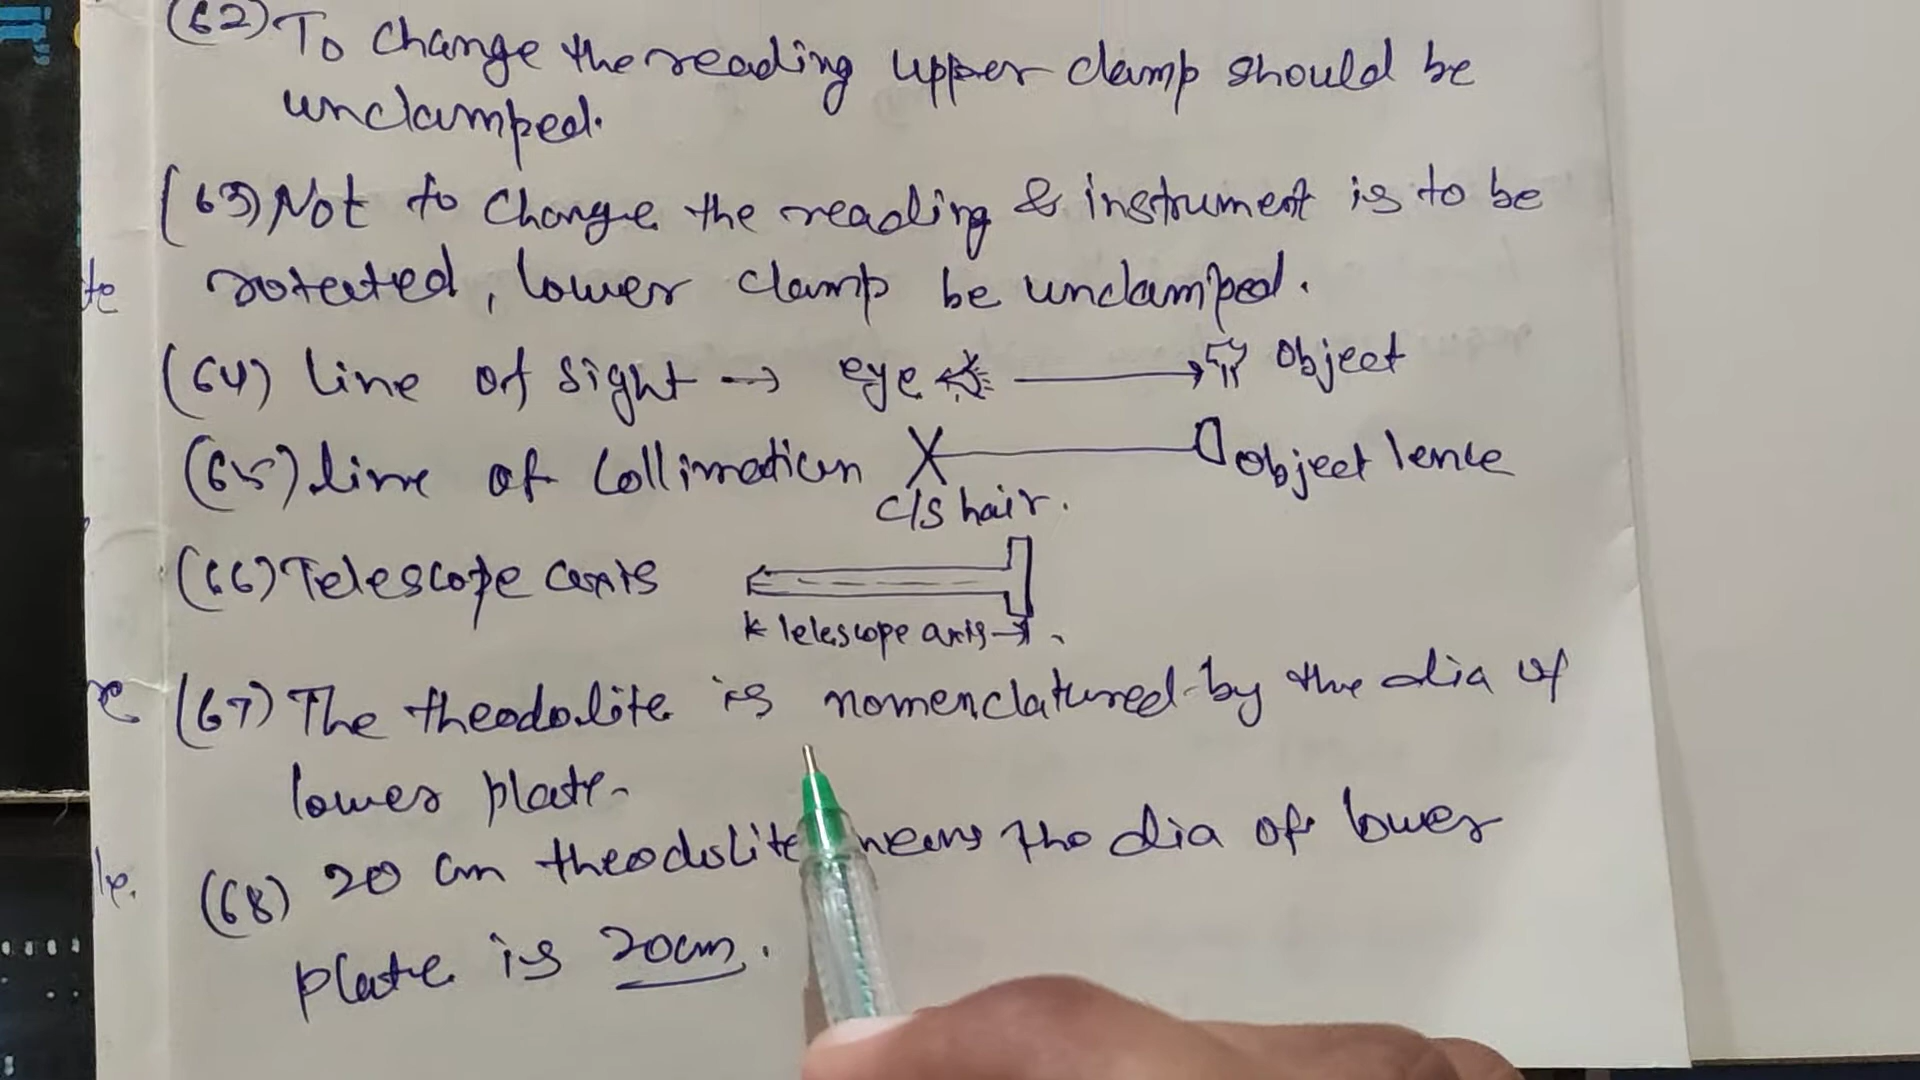 (62) To change the reading upper clamp should be
unclamped.
(63) Not to change the reading & instrument is to be
te
rotated, lower clamp be unclamped.
(64) line of sight → eye object
(65) line of Collimation object lence
c/s hair.
(66) Telescope axis
telescope axis
(67) The theodolite is nomenclatured by the dia of
lower plate.
le.
(68) 20 cm theodolite means the dia of lower
plate is 20cm.